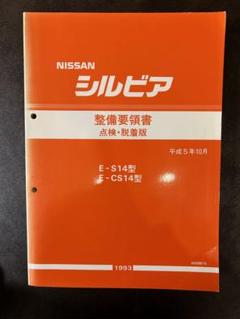 NISSAN
シルビア
整備要領書
点検・脱着版
平成5年10月
E-S14型
E-CS14型
1993